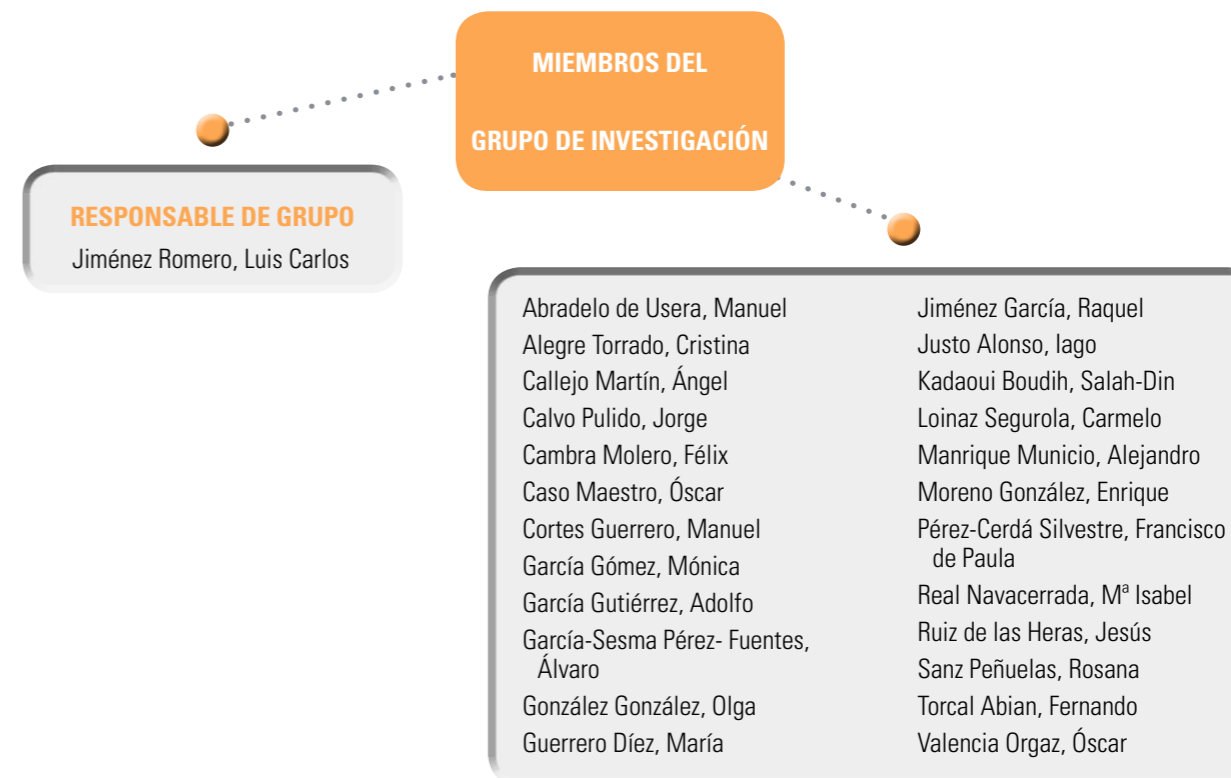 MIEMBROS DEL
GRUPO DE INVESTIGACIÓN
RESPONSABLE DE GRUPO
Jiménez Romero, Luis Carlos
Abradelo de Usera, Manuel
Alegre Torrado, Cristina
Callejo Martín, Ángel
Calvo Pulido, Jorge
Cambra Molero, Félix
Caso Maestro, Óscar
Cortes Guerrero, Manuel
García Gómez, Mónica
García Gutiérrez, Adolfo
García-Sesma Pérez- Fuentes,
Álvaro
González González, Olga
Guerrero Díez, María
Jiménez García, Raquel
Justo Alonso, Iago
Kadaoui Boudih, Salah-Din
Loinaz Segurola, Carmelo
Manrique Municio, Alejandro
Moreno González, Enrique
Pérez-Cerdá Silvestre, Francisco
de Paula
Real Navacerrada, Mª Isabel
Ruiz de las Heras, Jesús
Sanz Peñuelas, Rosana
Torcal Abian, Fernando
Valencia Orgaz, Óscar